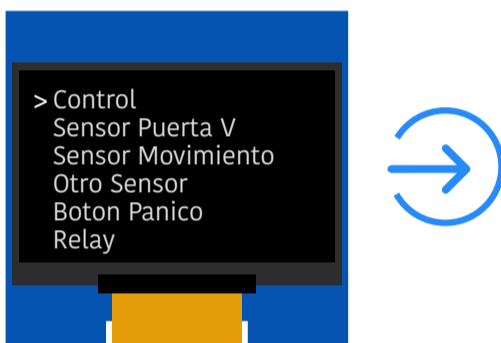 > Control
Sensor Puerta V
Sensor Movimiento
Otro Sensor
Boton Panico
Relay